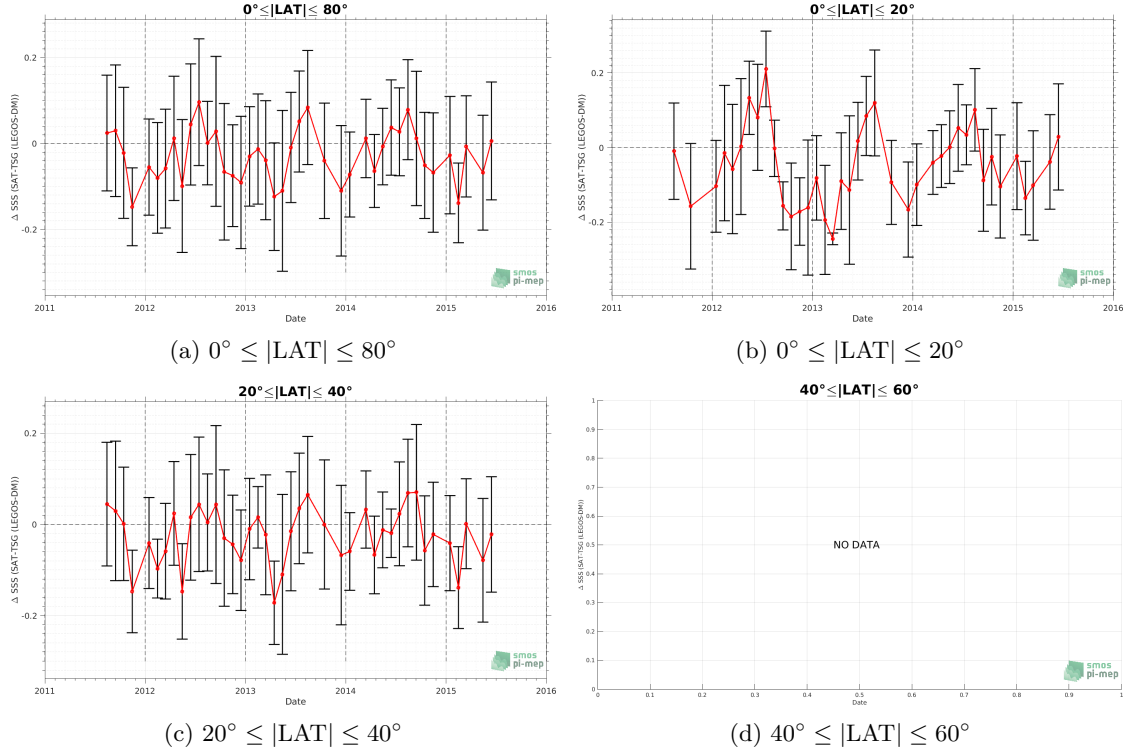 0°≤|LAT|≤ 80°
Δ SSS (SAT-TSG (LEGOS-DM))
0.2
0
-0.2
2011 2012 2013 2014 2015 2016
Date
smos
pi-mep
(a) 0° ≤ |LAT| ≤ 80°
0°≤|LAT|≤ 20°
Δ SSS (SAT-TSG (LEGOS-DM))
0.2
0
-0.2
2011 2012 2013 2014 2015 2016
Date
smos
pi-mep
(b) 0° ≤ |LAT| ≤ 20°
20°≤|LAT|≤ 40°
Δ SSS (SAT-TSG (LEGOS-DM))
0.2
0
-0.2
2011 2012 2013 2014 2015 2016
Date
smos
pi-mep
(c) 20° ≤ |LAT| ≤ 40°
40°≤|LAT|≤ 60°
Δ SSS (SAT-TSG (LEGOS-DM))
1
0.9
0.8
0.7
0.6
0.5
0.4
0.3
0.2
0.1
0
NO DATA
0 0.1 0.2 0.3 0.4 0.5 0.6 0.7 0.8 0.9 1
Date
smos
pi-mep
(d) 40° ≤ |LAT| ≤ 60°